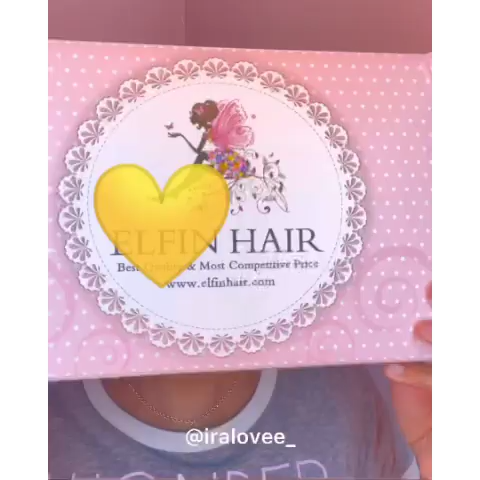 ELFIN HAIR
Best Quality & Most Competitive Price
www.elfinhair.com
@iralovee_